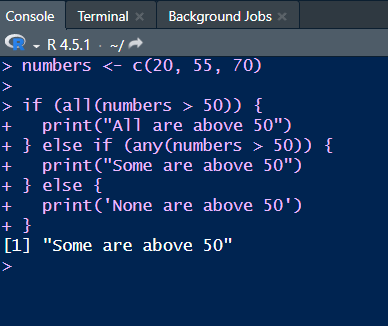 Console Terminal Background Jobs
R 4.5.1 · ~/
> numbers <- c(20, 55, 70)
>
> if (all(numbers > 50)) {
+   print("All are above 50")
+ } else if (any(numbers > 50)) {
+   print("Some are above 50")
+ } else {
+   print('None are above 50')
+ }
[1] "Some are above 50"
>